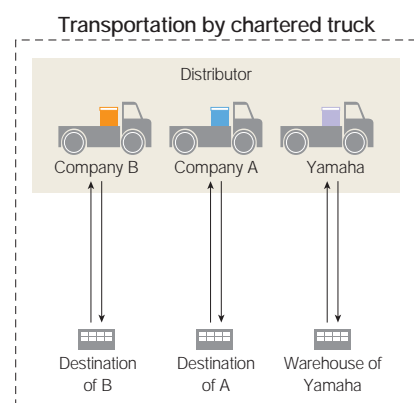 Transportation by chartered truck
Distributor
Company B Company A Yamaha
Destination of B
Destination of A
Warehouse of Yamaha